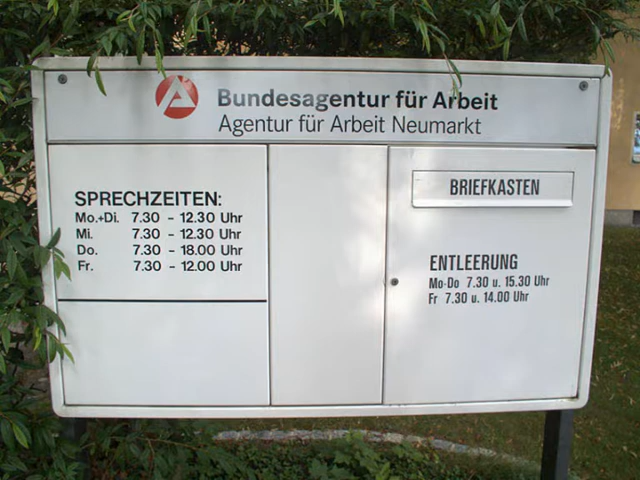 Bundesagentur für Arbeit
Agentur für Arbeit Neumarkt
SPRECHZEITEN:
Mo.+Di. 7.30 - 12.30 Uhr
Mi. 7.30 - 12.30 Uhr
Do. 7.30 - 18.00 Uhr
Fr. 7.30 - 12.00 Uhr
BRIEFKASTEN
ENTLEERUNG
Mo-Do 7.30 u. 15.30 Uhr
Fr 7.30 u. 14.00 Uhr